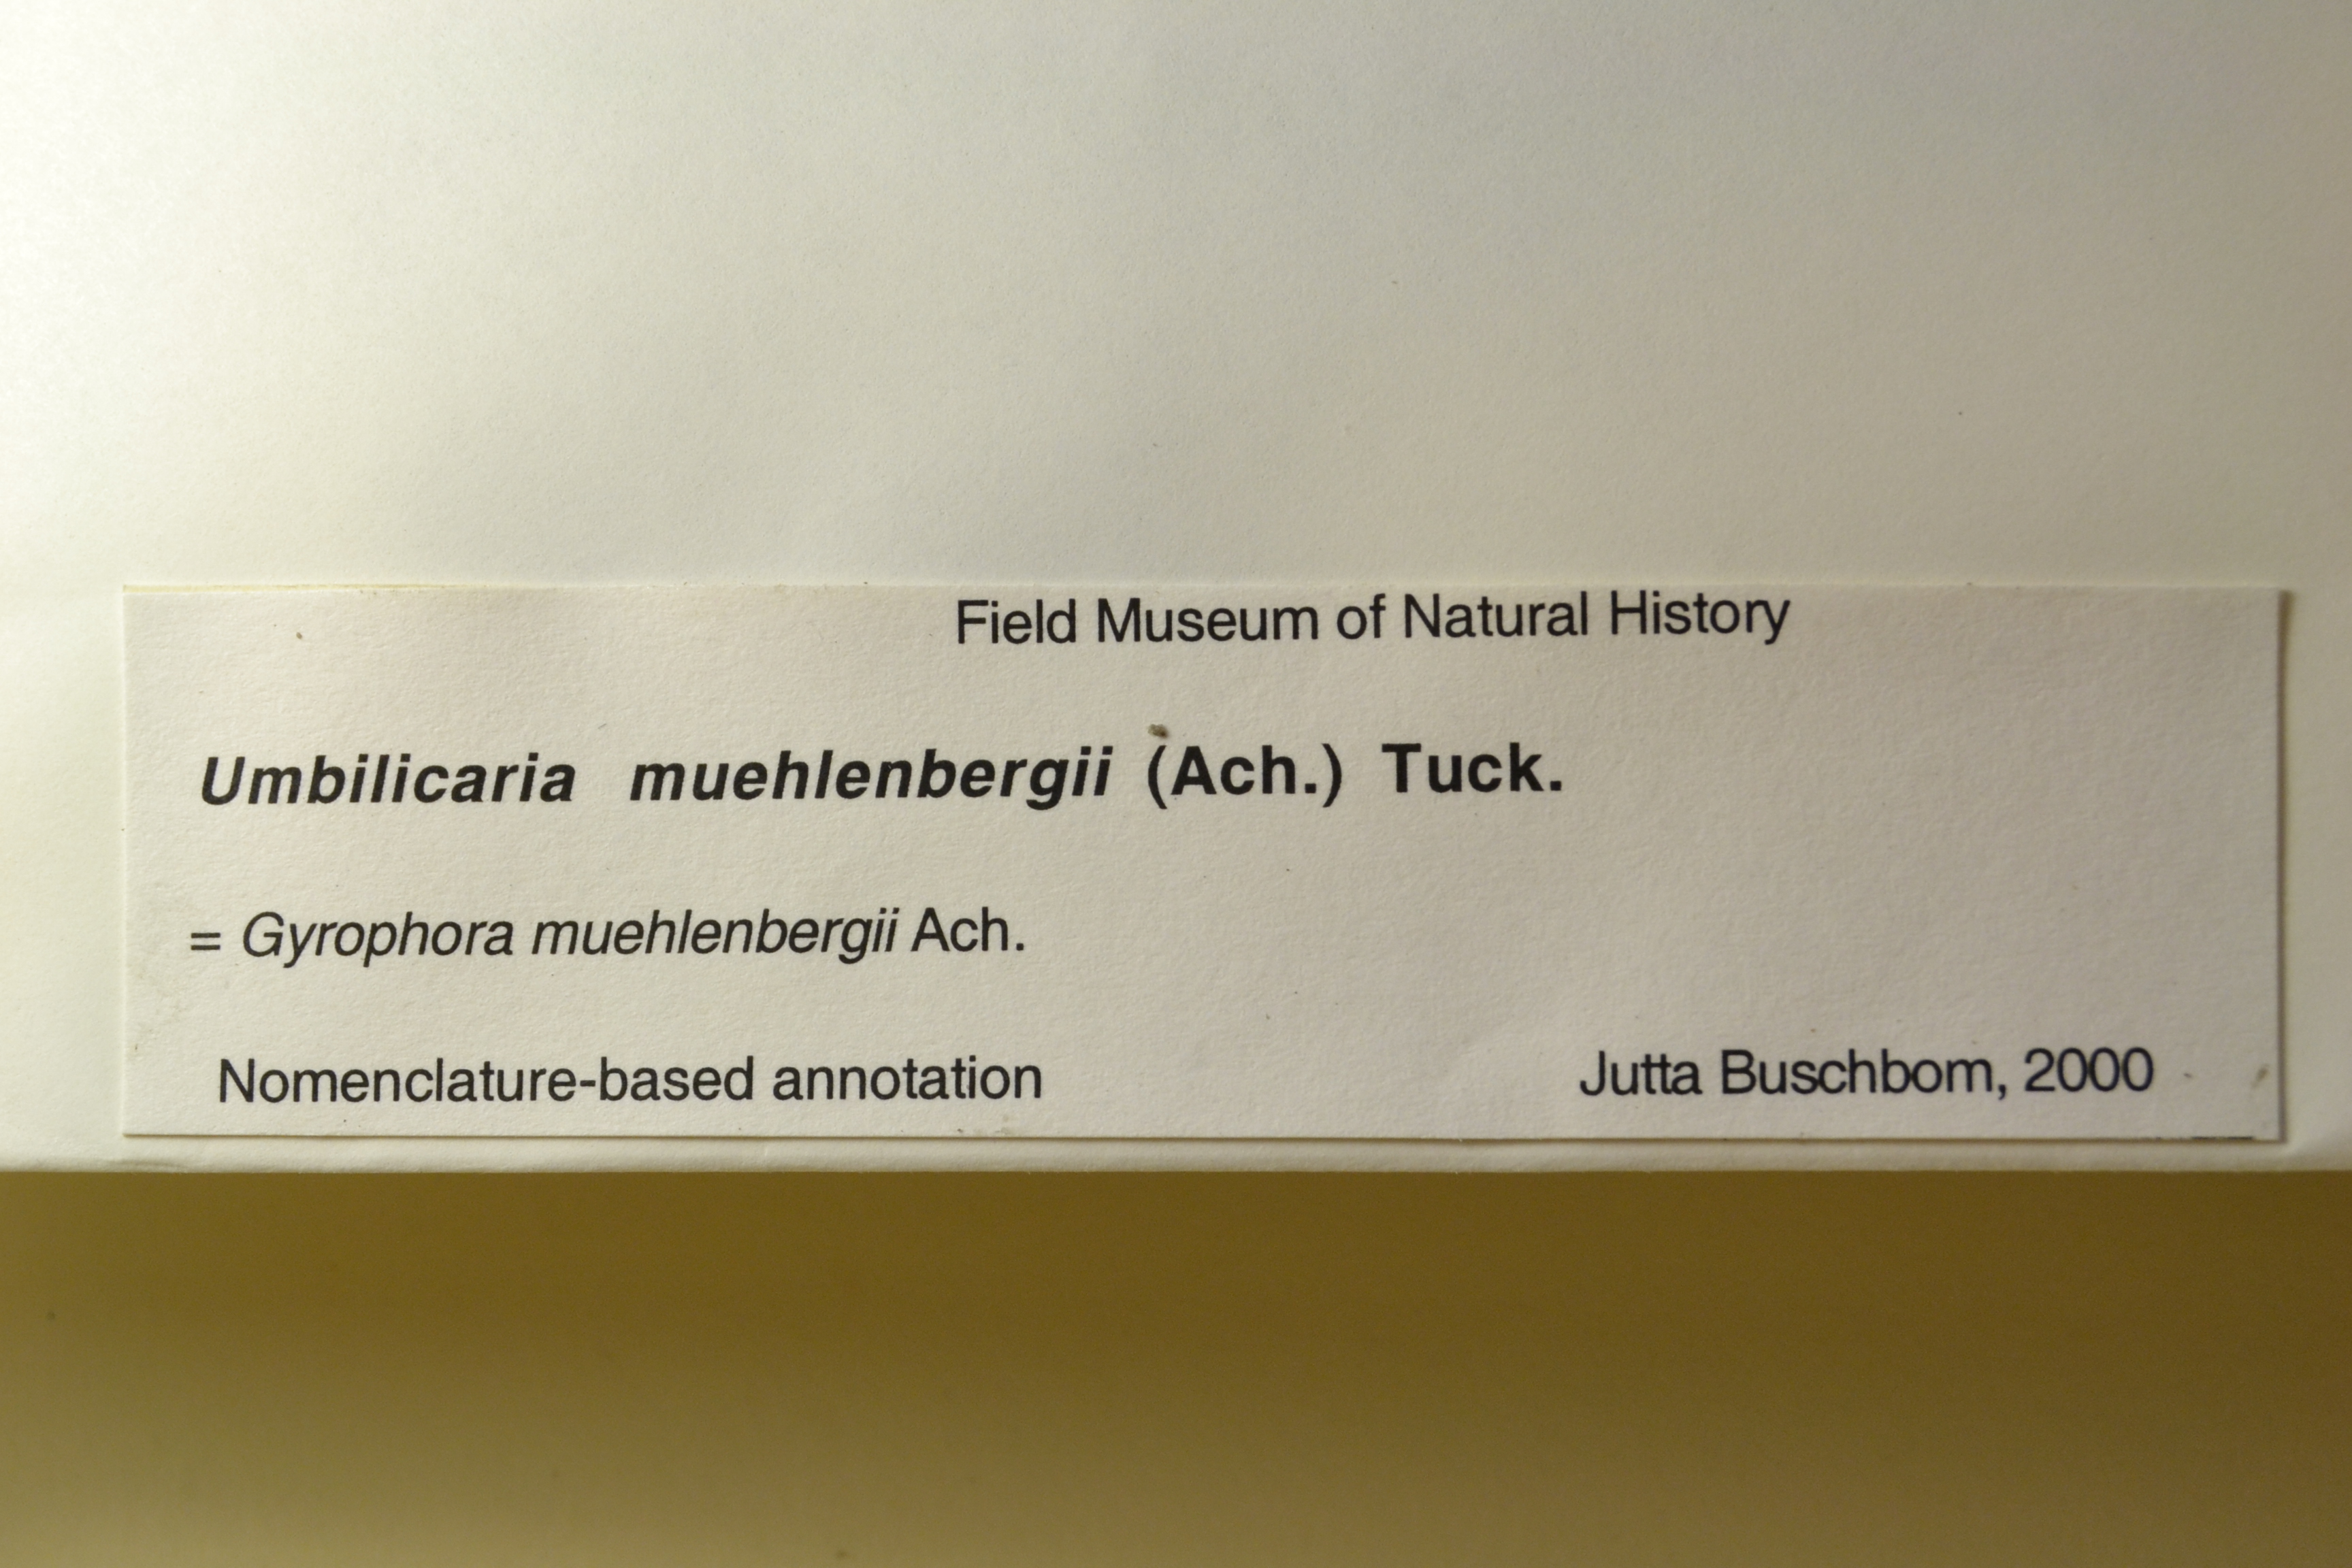 Field Museum of Natural History
Umbilicaria muehlenbergii (Ach.) Tuck.
= Gyrophora muehlenbergii Ach.
Nomenclature-based annotation Jutta Buschbom, 2000